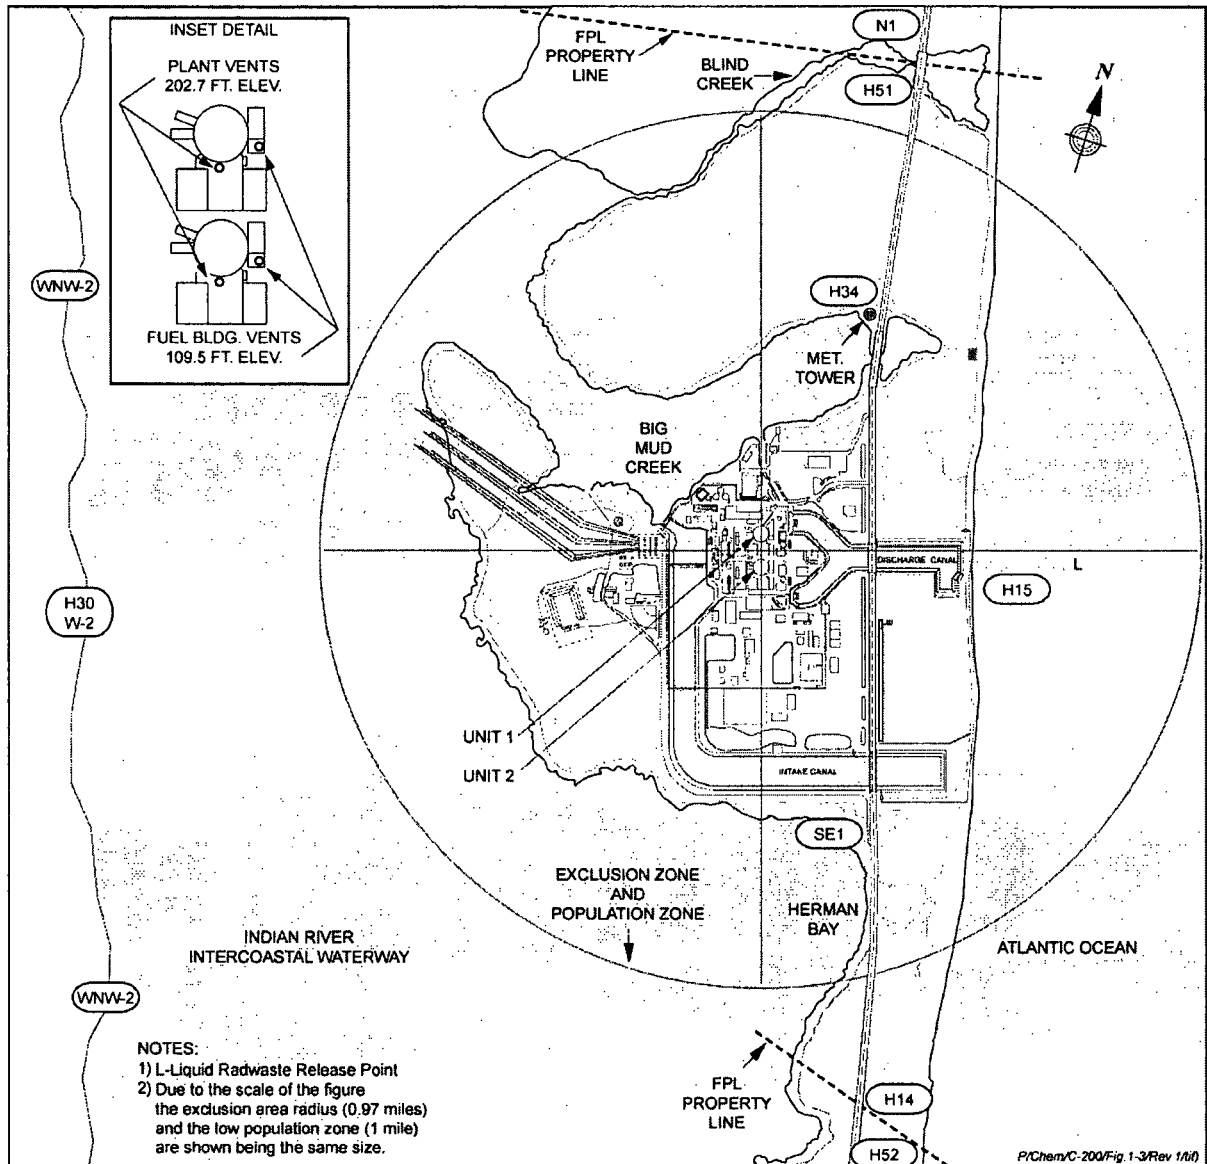 INSET DETAIL
PLANT VENTS
202.7 FT. ELEV.
FUEL BLDG. VENTS
109.5 FT. ELEV.
FPL
PROPERTY
LINE
BLIND
CREEK
N1
H51
N
WNW-2
H34
MET.
TOWER
BIG
MUD
CREEK
DISCHARGE CANAL
L
H15
H30
W-2
UNIT 1
UNIT 2
INTAKE CANAL
SE1
EXCLUSION ZONE
AND
POPULATION ZONE
HERMAN
BAY
INDIAN RIVER
INTERCOASTAL WATERWAY
ATLANTIC OCEAN
WNW-2
NOTES:
1) L-Liquid Radwaste Release Point
2) Due to the scale of the figure
the exclusion area radius (0.97 miles)
and the low population zone (1 mile)
are shown being the same size.
FPL
PROPERTY
LINE
H14
H52
P/Chem/C-200/Fig.1-3/Rev 1/tif)